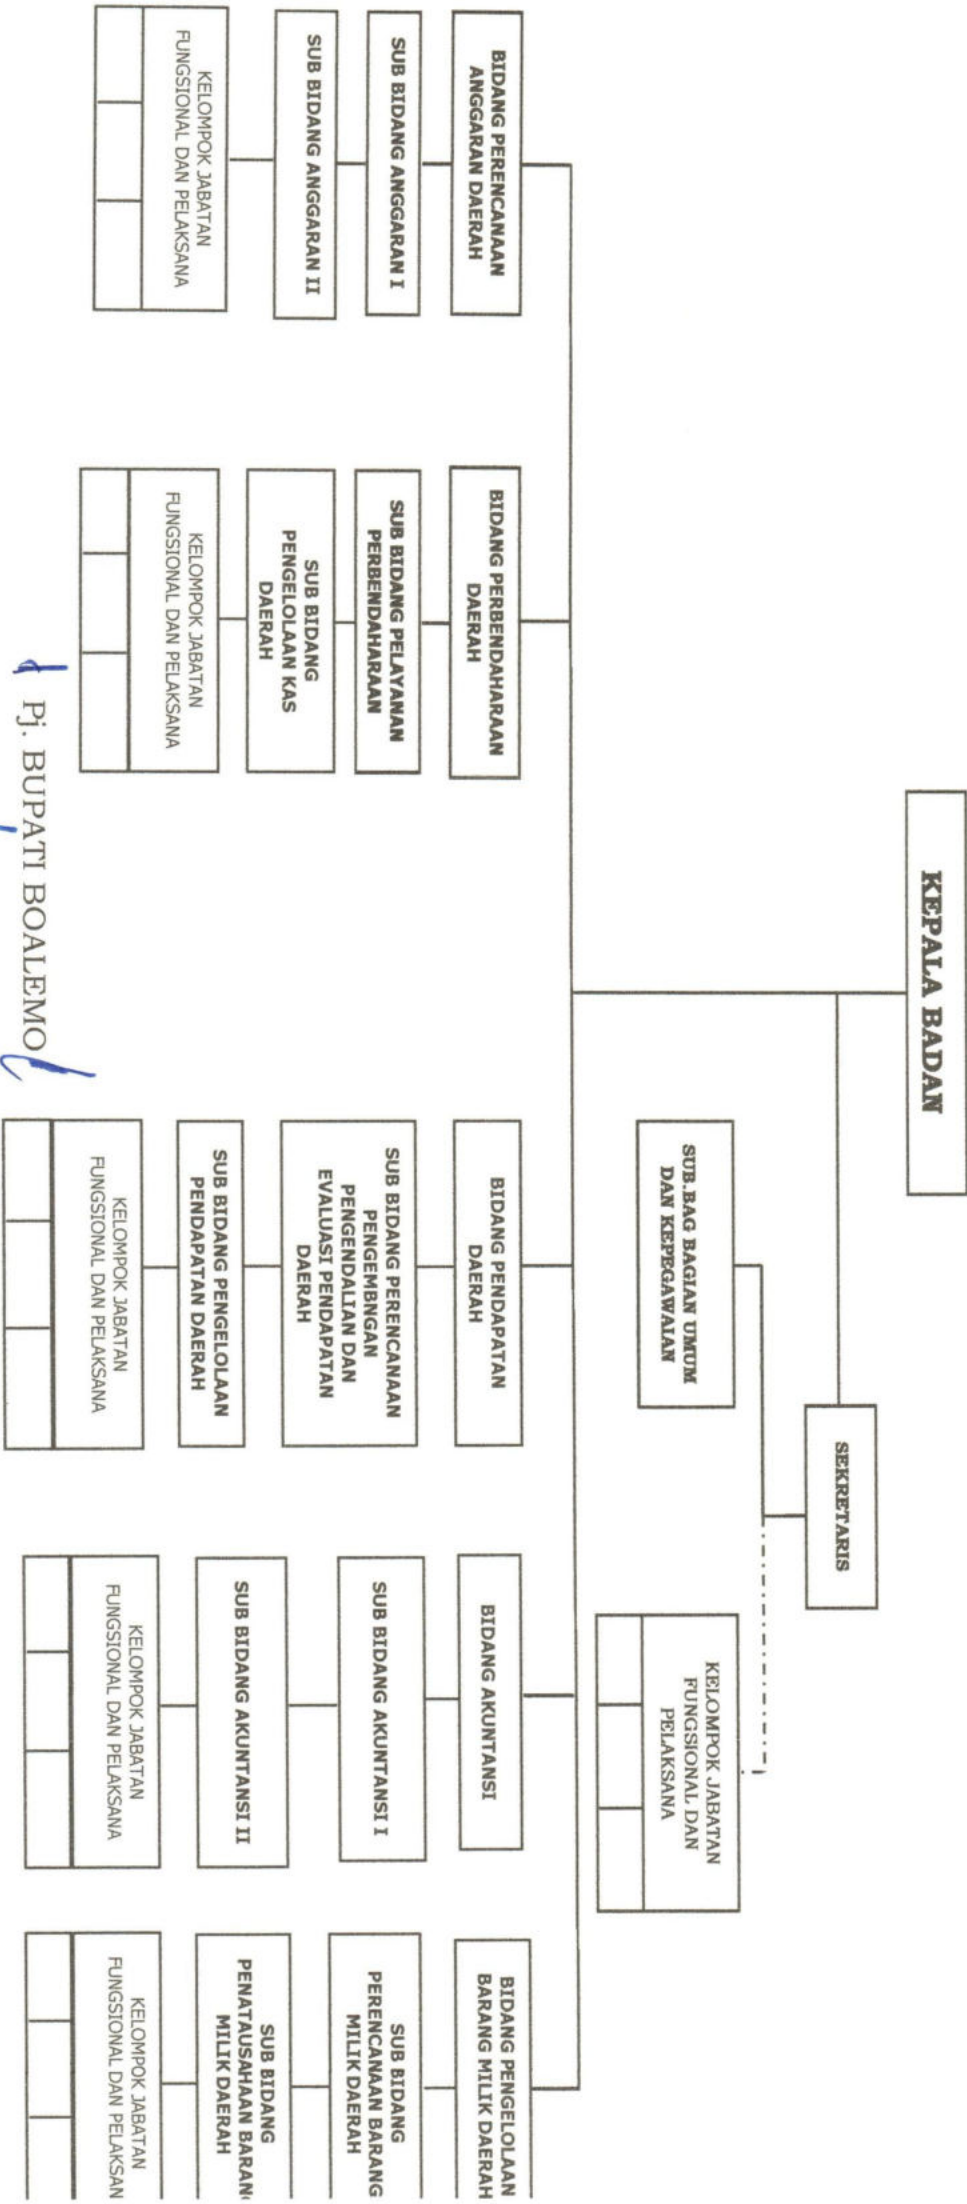 KEPALA BADAN
SEKRETARIS
SUB.BAG BAGIAN UMUM
DAN KEPEGAWAIAN
KELOMPOK JABATAN
FUNGSIONAL DAN
PELAKSANA
BIDANG PERENCANAAN
ANGGARAN DAERAH
SUB BIDANG ANGGARAN I
SUB BIDANG ANGGARAN II
KELOMPOK JABATAN
FUNGSIONAL DAN PELAKSANA
BIDANG PERBENDAHARAAN
DAERAH
SUB BIDANG PELAYANAN
PERBENDAHARAAN
SUB BIDANG
PENGELOLAAN KAS
DAERAH
KELOMPOK JABATAN
FUNGSIONAL DAN PELAKSANA
BIDANG PENDAPATAN
DAERAH
SUB BIDANG PERENCANAAN
PENGEMBNGAN
PENGENDALIAN DAN
EVALUASI PENDAPATAN
DAERAH
SUB BIDANG PENGELOLAAN
PENDAPATAN DAERAH
KELOMPOK JABATAN
FUNGSIONAL DAN PELAKSANA
BIDANG AKUNTANSI
SUB BIDANG AKUNTANSI I
SUB BIDANG AKUNTANSI II
KELOMPOK JABATAN
FUNGSIONAL DAN PELAKSANA
BIDANG PENGELOLAAN
BARANG MILIK DAERAH
SUB BIDANG
PERENCANAAN BARANG
MILIK DAERAH
SUB BIDANG
PENATAUSAHAAN BARAN
MILIK DAERAH
KELOMPOK JABATAN
FUNGSIONAL DAN PELAKSAN
Pj. BUPATI BOALEMO